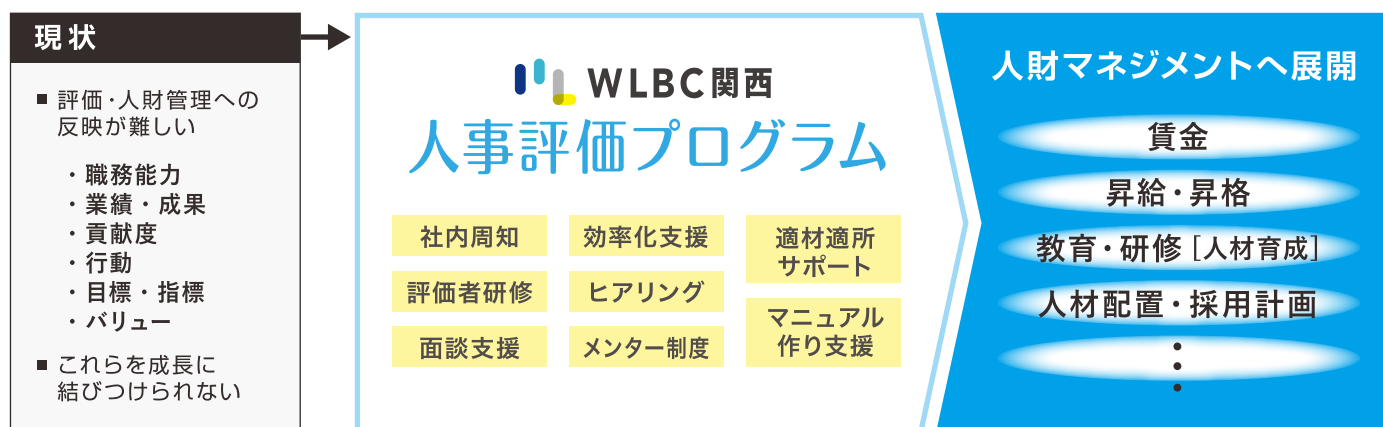 現状
■ 評価・人財管理への
反映が難しい
・職務能力
・業績・成果
・貢献度
・行動
・目標・指標
・バリュー
■ これらを成長に
結びつけられない
WLBC関西
人事評価プログラム
社内周知
評価者研修
面談支援
効率化支援
ヒアリング
メンター制度
適材適所
サポート
マニュアル
作り支援
人財マネジメントへ展開
賃金
昇給・昇格
教育・研修[人材育成]
人材配置・採用計画
・
・
・